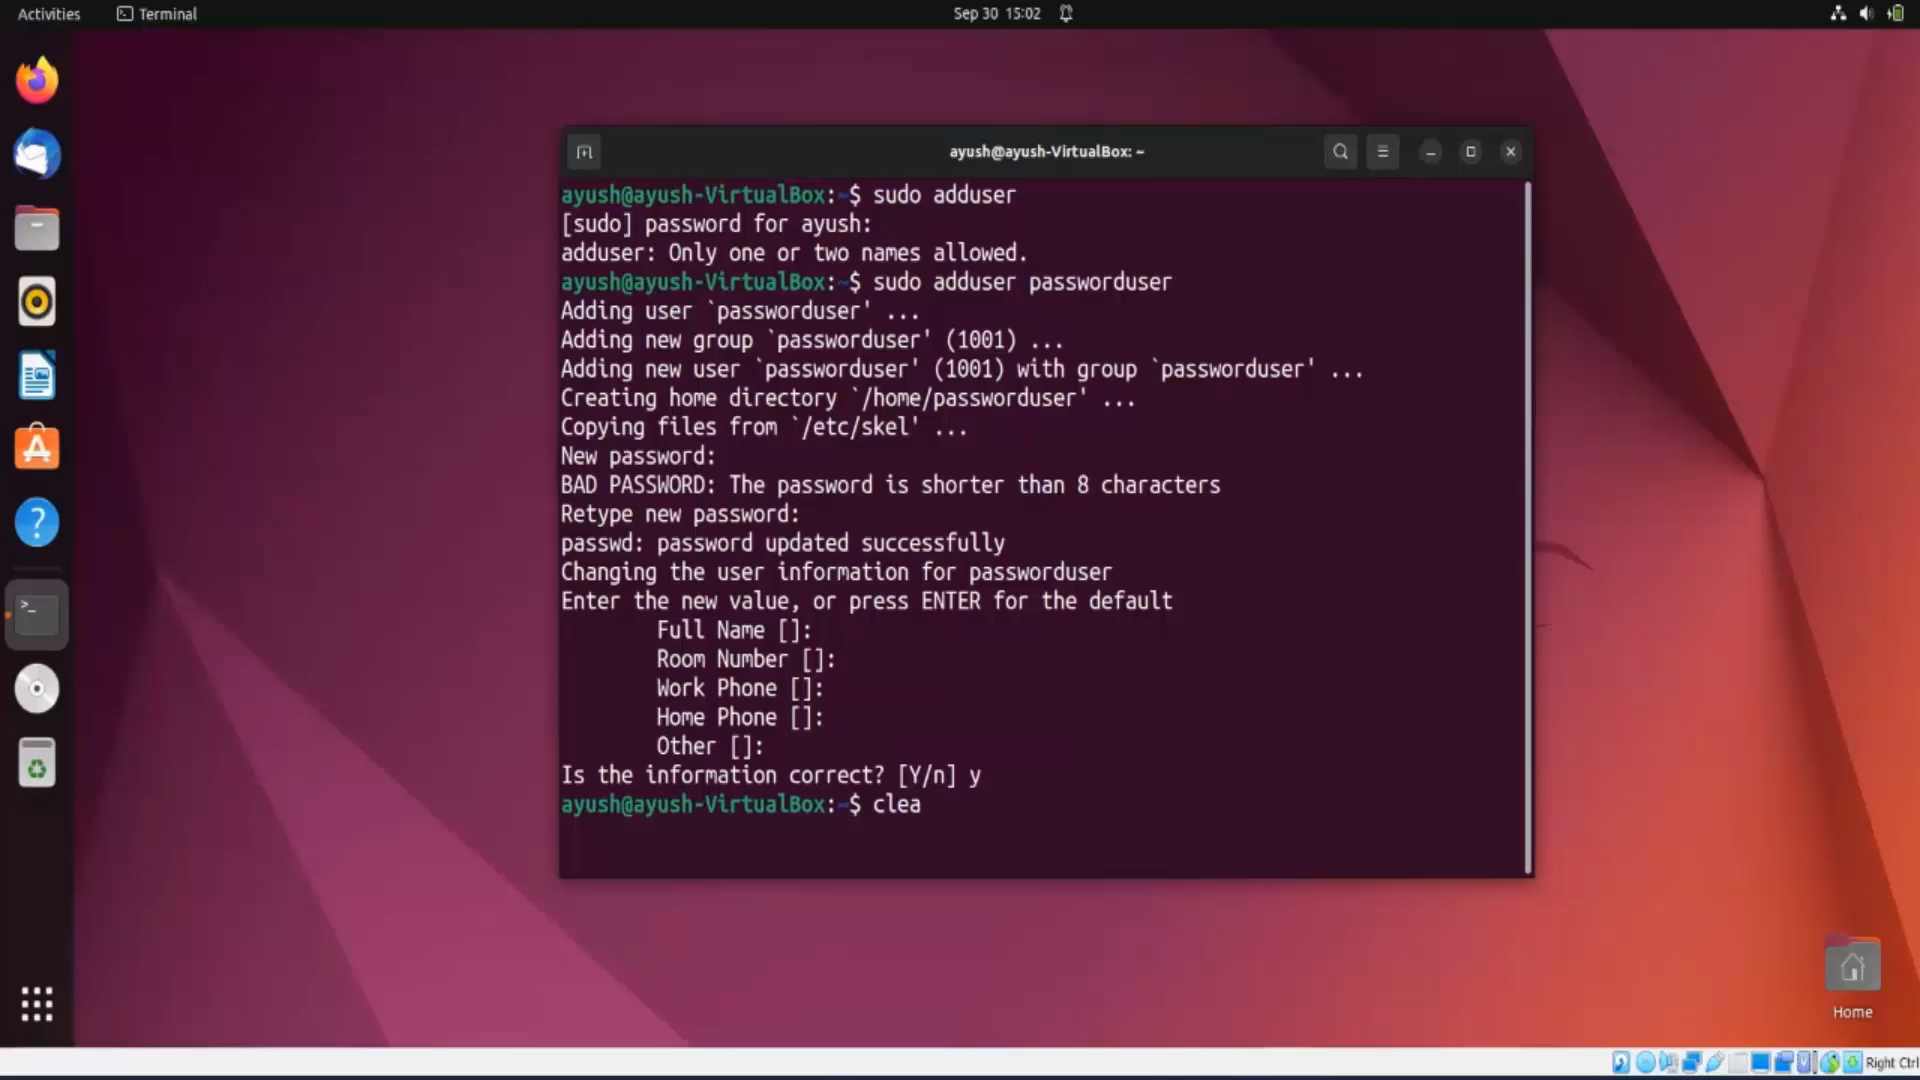 Activities Terminal Sep 30 15:02
ayush@ayush-VirtualBox: ~
ayush@ayush-VirtualBox:~$ sudo adduser
[sudo] password for ayush:
adduser: Only one or two names allowed.
ayush@ayush-VirtualBox:~$ sudo adduser passworduser
Adding user `passworduser' ...
Adding new group `passworduser' (1001) ...
Adding new user `passworduser' (1001) with group `passworduser' ...
Creating home directory `/home/passworduser' ...
Copying files from `/etc/skel' ...
New password:
BAD PASSWORD: The password is shorter than 8 characters
Retype new password:
passwd: password updated successfully
Changing the user information for passworduser
Enter the new value, or press ENTER for the default
Full Name []:
Room Number []:
Work Phone []:
Home Phone []:
Other []:
Is the information correct? [Y/n] y
ayush@ayush-VirtualBox:~$ clea
Home
Right Ctrl